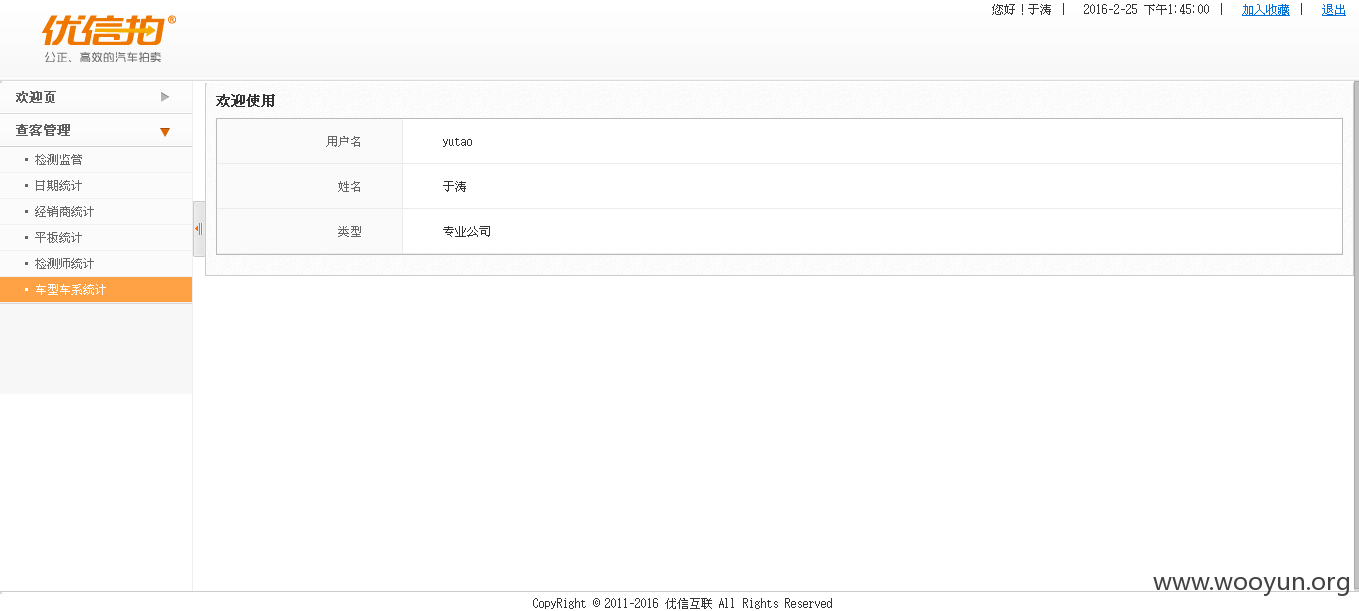 您好！于涛 | 2016-2-25 下午1:45:00 | 加入收藏 | 退出
优信拍®
公正、高效的汽车拍卖
欢迎页
查客管理
检测监管
日期统计
经销商统计
平板统计
检测师统计
车型车系统计
欢迎使用
用户名 yutao
姓名 于涛
类型 专业公司
www.wooyun.org
CopyRight © 2011-2016 优信互联 All Rights Reserved